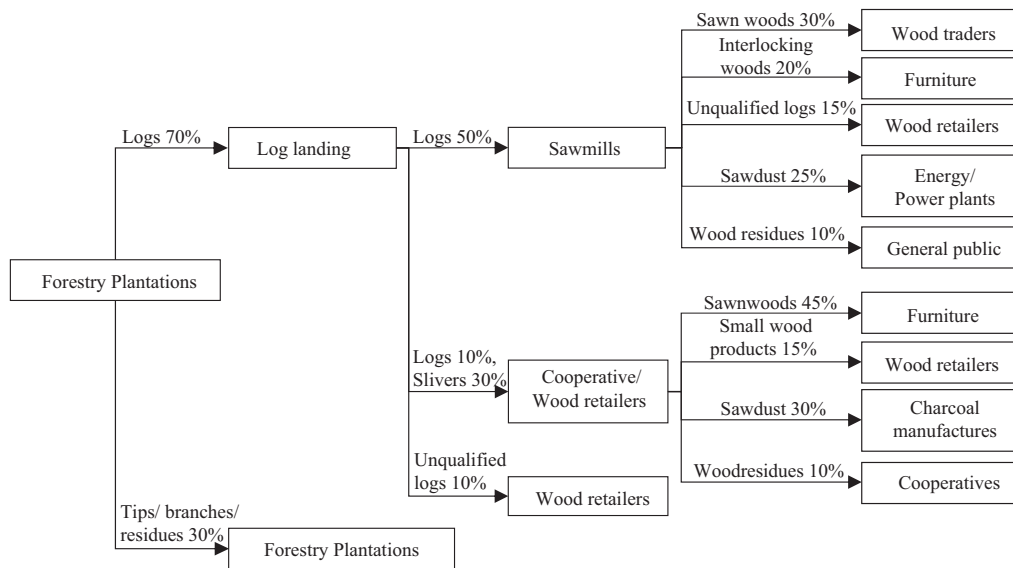 Sawn woods 30%
Wood traders
Interlocking
woods 20%
Furniture
Unqualified logs 15%
Wood retailers
Logs 70%
Log landing
Logs 50%
Sawmills
Sawdust 25%
Energy/
Power plants
Wood residues 10%
General public
Forestry Plantations
Sawnwoods 45%
Furniture
Small wood
products 15%
Wood retailers
Logs 10%,
Slivers 30%
Cooperative/
Wood retailers
Sawdust 30%
Charcoal
manufactures
Unqualified
logs 10%
Wood retailers
Woodresidues 10%
Cooperatives
Tips/ branches/
residues 30%
Forestry Plantations